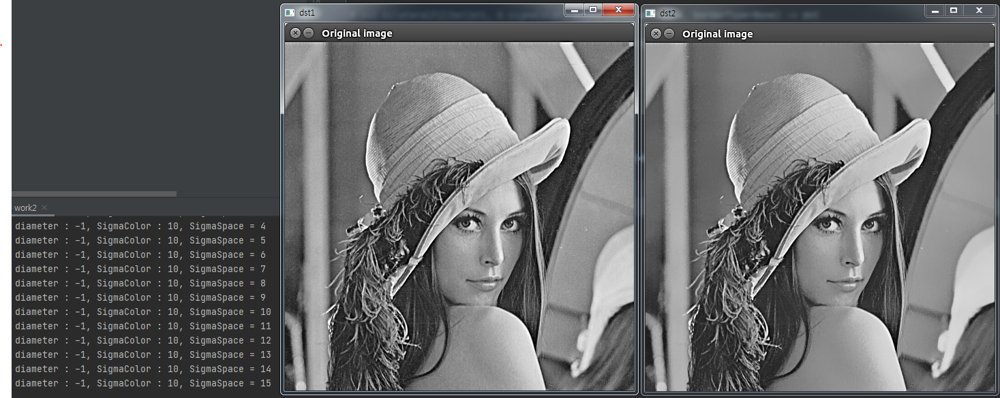 dst1
Original image
dst2
Original image
work2
diameter : -1, SigmaColor : 10, SigmaSpace = 4
diameter : -1, SigmaColor : 10, SigmaSpace = 5
diameter : -1, SigmaColor : 10, SigmaSpace = 6
diameter : -1, SigmaColor : 10, SigmaSpace = 7
diameter : -1, SigmaColor : 10, SigmaSpace = 8
diameter : -1, SigmaColor : 10, SigmaSpace = 9
diameter : -1, SigmaColor : 10, SigmaSpace = 10
diameter : -1, SigmaColor : 10, SigmaSpace = 11
diameter : -1, SigmaColor : 10, SigmaSpace = 12
diameter : -1, SigmaColor : 10, SigmaSpace = 13
diameter : -1, SigmaColor : 10, SigmaSpace = 14
diameter : -1, SigmaColor : 10, SigmaSpace = 15